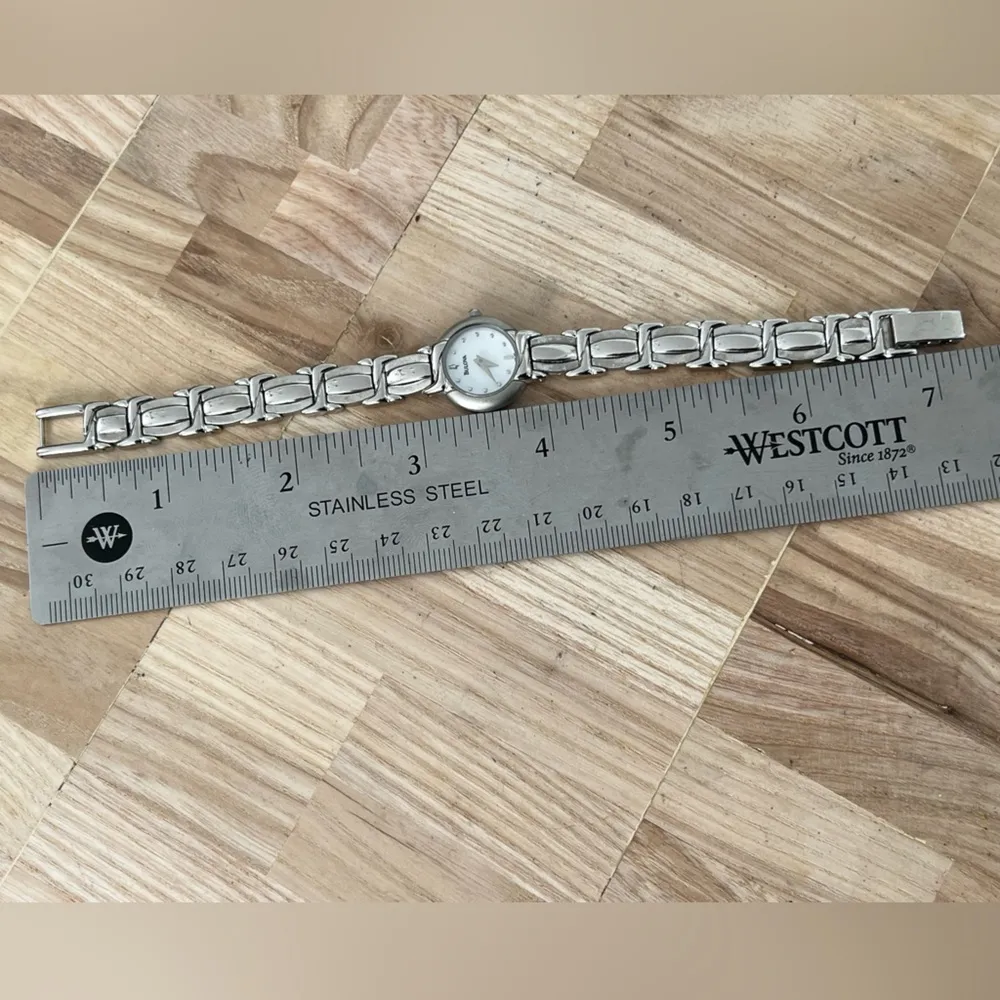 BULOVA
1 2 3 4 5 6 7
WESTCOTT
Since 1872®
STAINLESS STEEL
W
30 29 28 27 26 25 24 23 22 21 20 19 18 17 16 15 14 13 12